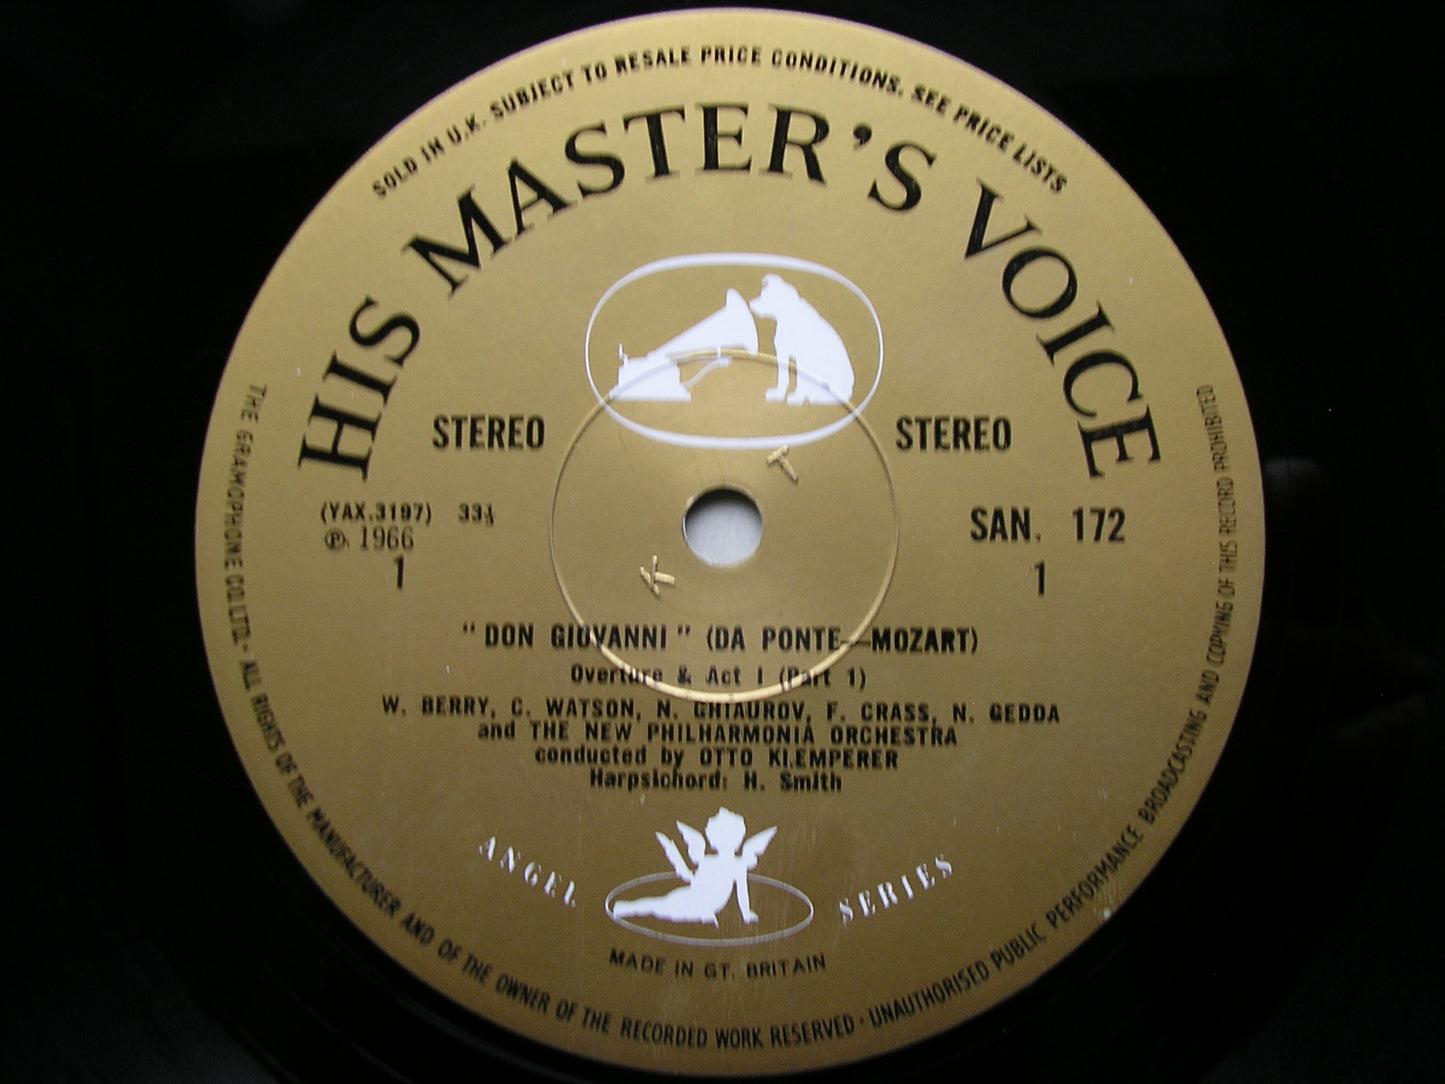 SOLD IN U.K. SUBJECT TO RESALE PRICE CONDITIONS. SEE PRICE LISTS
HIS MASTER'S VOICE
STEREO STEREO
(YAX.3197) 33⅓ SAN. 172
℗ 1966
1 1
T
K
"DON GIOVANNI" (DA PONTE—MOZART)
Overture & Act I (Part 1)
W. BERRY, C. WATSON, N. GHIAUROV, F. CRASS, N. GEDDA
and THE NEW PHILHARMONIA ORCHESTRA
conducted by OTTO KLEMPERER
Harpsichord: H. Smith
ANGEL SERIES
MADE IN GT. BRITAIN
THE GRAMOPHONE CO. LTD. · ALL RIGHTS OF THE MANUFACTURER AND OF THE OWNER OF THE RECORDED WORK RESERVED · UNAUTHORISED PUBLIC PERFORMANCE BROADCASTING AND COPYING OF THIS RECORD PROHIBITED